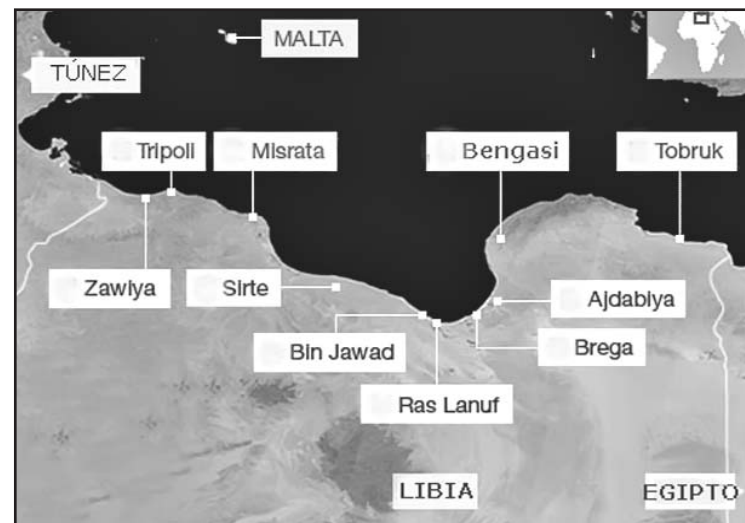 MALTA
TÚNEZ
Tripoli
Misrata
Bengasi
Tobruk
Zawiya
Sirte
Ajdabiya
Bin Jawad
Brega
Ras Lanuf
LIBIA
EGIPTO